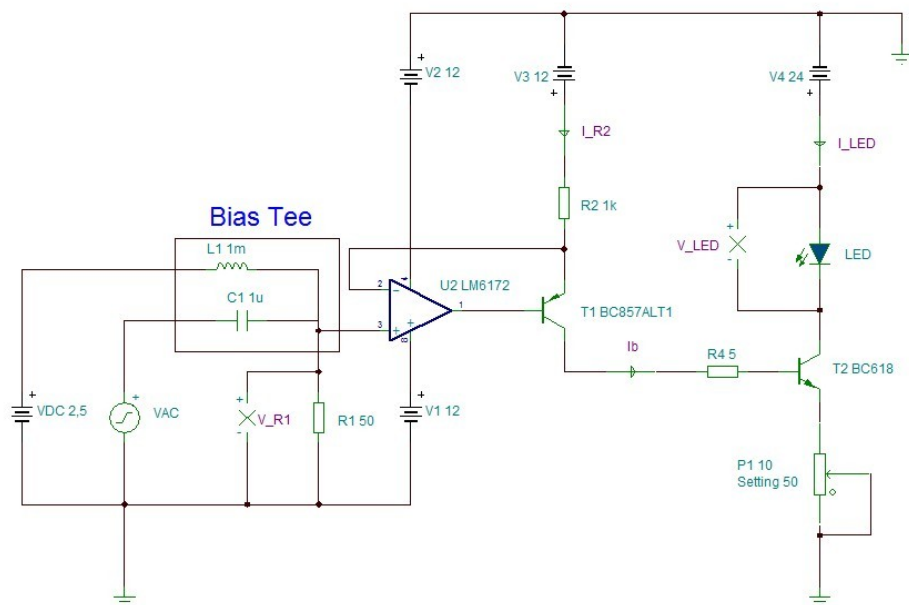 V2 12
V3 12
V4 24
I_R2
I_LED
R2 1k
Bias Tee
L1 1m
V_LED
LED
C1 1u
U2 LM6172
T1 BC857ALT1
2
3
4
8
1
Ib
R4 5
T2 BC618
VDC 2,5
VAC
V_R1
R1 50
V1 12
P1 10
Setting 50